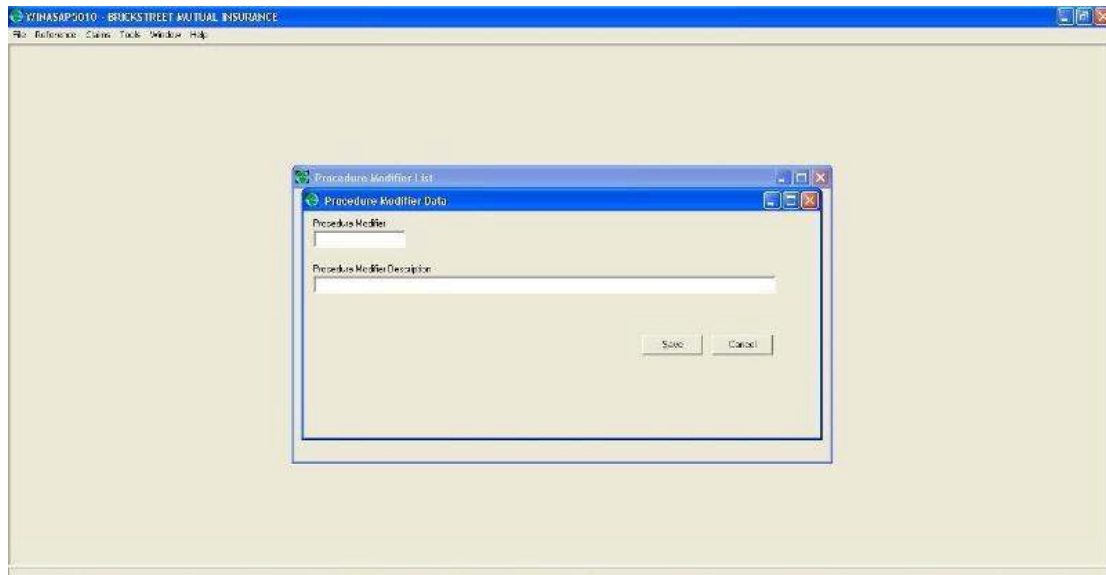 WINASAP5010 - BRICKSTREET MUTUAL INSURANCE
File Reference Claims Tools Window Help
Procedure Modifier List
Procedure Modifier Data
Procedure Modifier
Procedure Modifier Description
Save Cancel